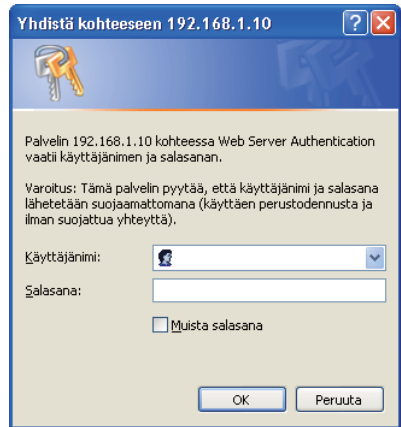 Yhdistä kohteeseen 192.168.1.10
Palvelin 192.168.1.10 kohteessa Web Server Authentication
vaatii käyttäjänimen ja salasanan.
Varoitus: Tämä palvelin pyytää, että käyttäjänimi ja salasana
lähetetään suojaamattomana (käyttäen perustodennusta ja
ilman suojattua yhteyttä).
Käyttäjänimi:
Salasana:
Muista salasana
OK
Peruuta